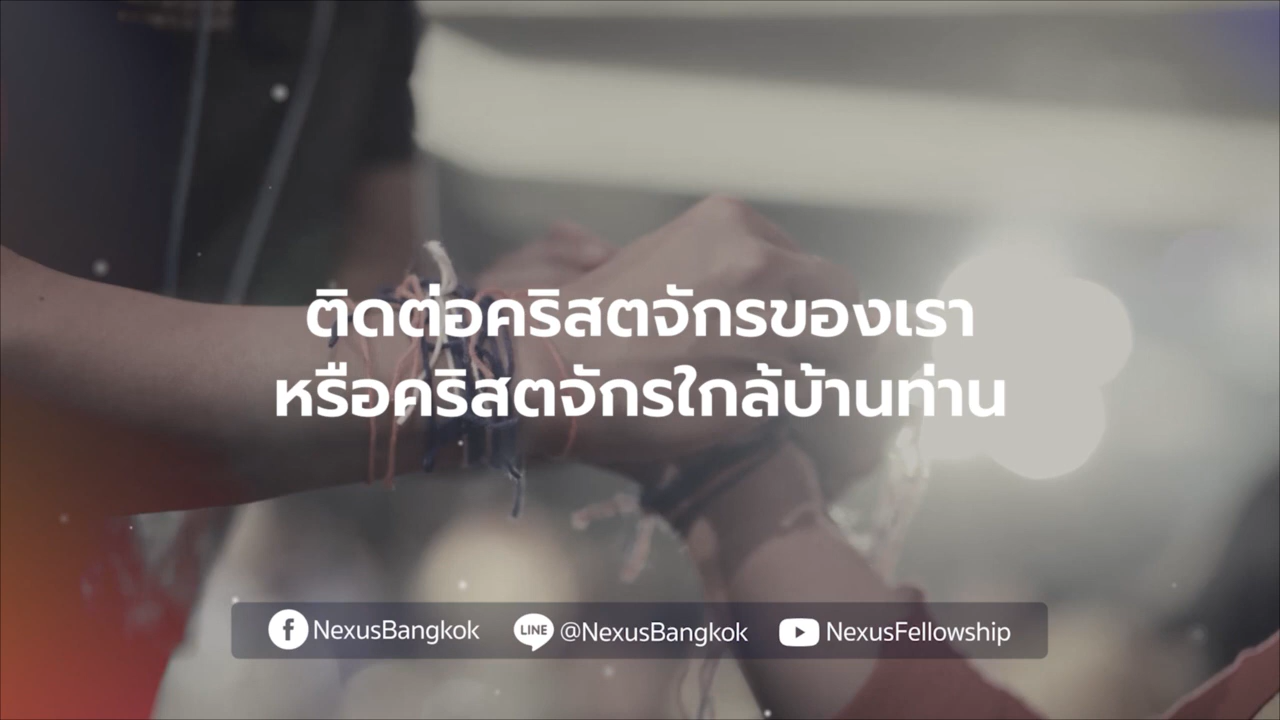 ติดต่อคริสตจักรของเรา
หรือคริสตจักรใกล้บ้านท่าน
NexusBangkok LINE @NexusBangkok NexusFellowship